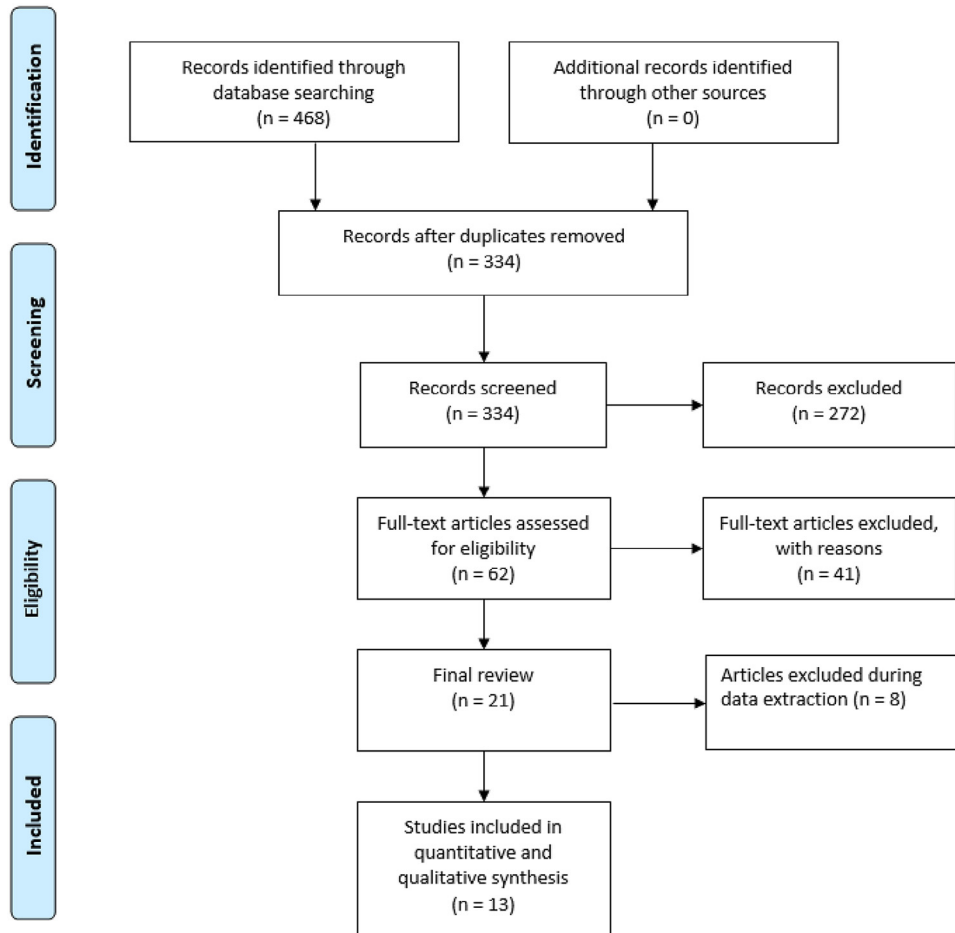 Identification
Records identified through
database searching
(n = 468)
Additional records identified
through other sources
(n = 0)
Records after duplicates removed
(n = 334)
Screening
Records screened
(n = 334)
Records excluded
(n = 272)
Eligibility
Full-text articles assessed
for eligibility
(n = 62)
Full-text articles excluded,
with reasons
(n = 41)
Final review
(n = 21)
Articles excluded during
data extraction (n = 8)
Included
Studies included in
quantitative and
qualitative synthesis
(n = 13)